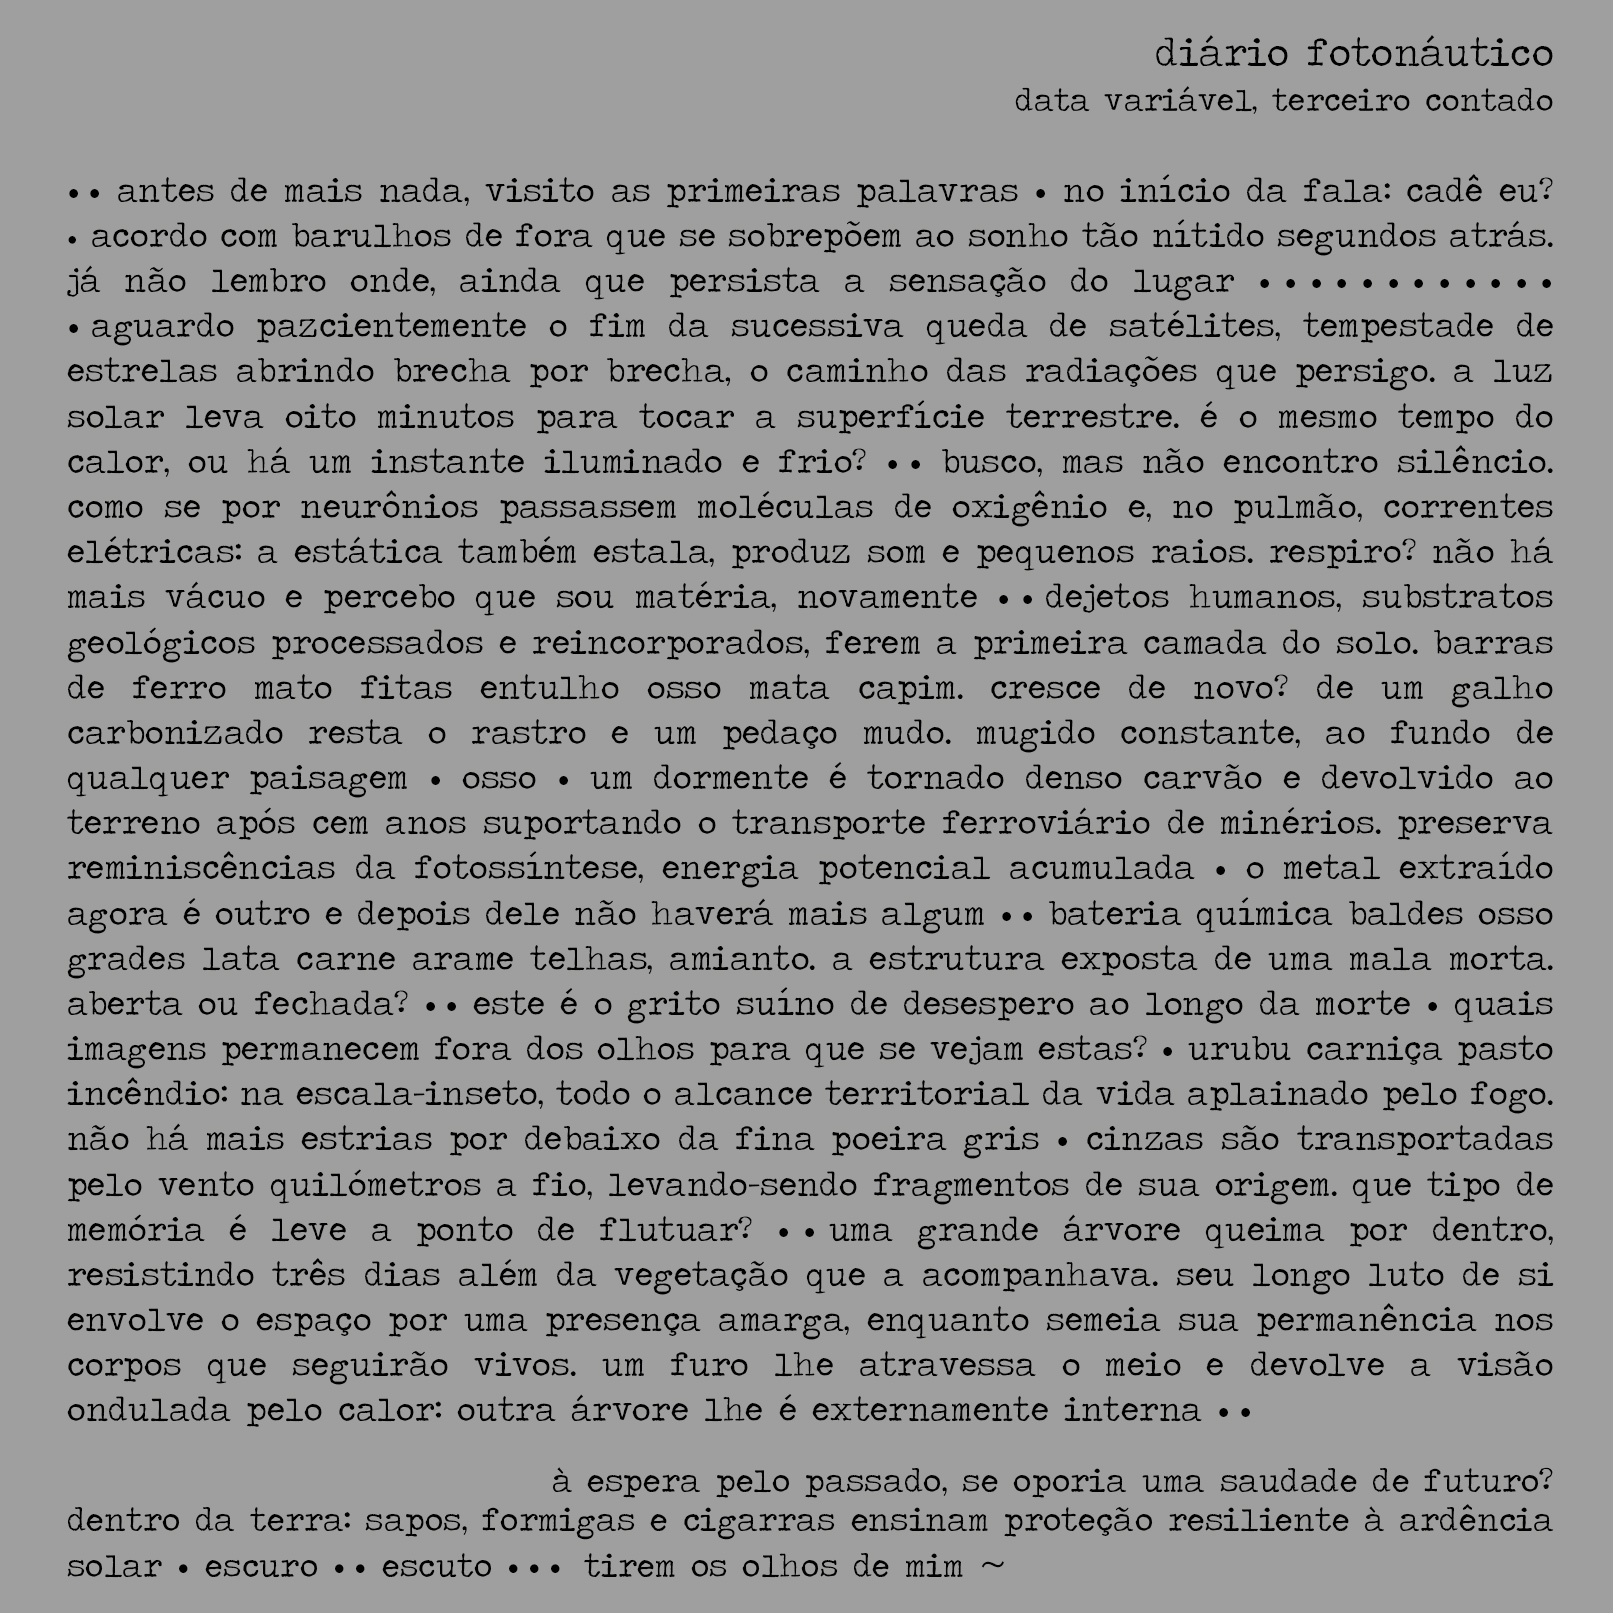 diário fotonáutico
data variável, terceiro contado
•• antes de mais nada, visito as primeiras palavras • no início da fala: cadê eu?
• acordo com barulhos de fora que se sobrepõem ao sonho tão nítido segundos atrás.
já não lembro onde, ainda que persista a sensação do lugar ••••••••••••
• aguardo pazcientemente o fim da sucessiva queda de satélites, tempestade de
estrelas abrindo brecha por brecha, o caminho das radiações que persigo. a luz
solar leva oito minutos para tocar a superfície terrestre. é o mesmo tempo do
calor, ou há um instante iluminado e frio? •• busco, mas não encontro silêncio.
como se por neurônios passassem moléculas de oxigênio e, no pulmão, correntes
elétricas: a estática também estala, produz som e pequenos raios. respiro? não há
mais vácuo e percebo que sou matéria, novamente •• dejetos humanos, substratos
geológicos processados e reincorporados, ferem a primeira camada do solo. barras
de ferro mato fitas entulho osso mata capim. cresce de novo? de um galho
carbonizado resta o rastro e um pedaço mudo. mugido constante, ao fundo de
qualquer paisagem • osso • um dormente é tornado denso carvão e devolvido ao
terreno após cem anos suportando o transporte ferroviário de minérios. preserva
reminiscências da fotossíntese, energia potencial acumulada • o metal extraído
agora é outro e depois dele não haverá mais algum •• bateria química baldes osso
grades lata carne arame telhas, amianto. a estrutura exposta de uma mala morta.
aberta ou fechada? •• este é o grito suíno de desespero ao longo da morte • quais
imagens permanecem fora dos olhos para que se vejam estas? • urubu carniça pasto
incêndio: na escala-inseto, todo o alcance territorial da vida aplainado pelo fogo.
não há mais estrias por debaixo da fina poeira gris • cinzas são transportadas
pelo vento quilómetros a fio, levando-sendo fragmentos de sua origem. que tipo de
memória é leve a ponto de flutuar? •• uma grande árvore queima por dentro,
resistindo três dias além da vegetação que a acompanhava. seu longo luto de si
envolve o espaço por uma presença amarga, enquanto semeia sua permanência nos
corpos que seguirão vivos. um furo lhe atravessa o meio e devolve a visão
ondulada pelo calor: outra árvore lhe é externamente interna ••
à espera pelo passado, se oporia uma saudade de futuro?
dentro da terra: sapos, formigas e cigarras ensinam proteção resiliente à ardência
solar • escuro •• escuto ••• tirem os olhos de mim ~